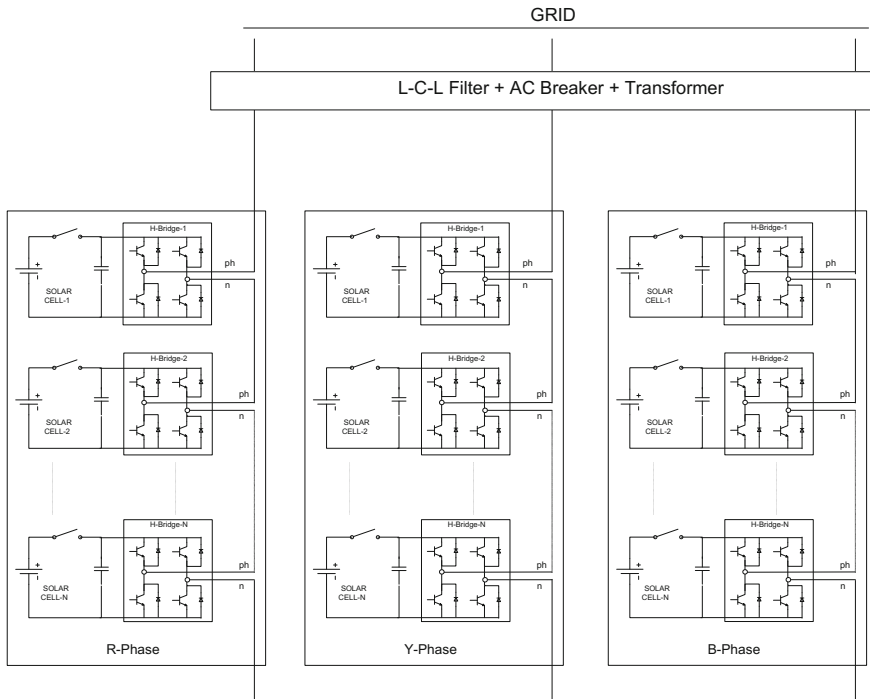 GRID
L-C-L Filter + AC Breaker + Transformer
H-Bridge-1
+
-
SOLAR
CELL-1
ph
n
H-Bridge-2
+
-
SOLAR
CELL-2
ph
n
H-Bridge-N
+
-
SOLAR
CELL-N
ph
n
R-Phase
H-Bridge-1
+
-
SOLAR
CELL-1
ph
n
H-Bridge-2
+
-
SOLAR
CELL-2
ph
n
H-Bridge-N
+
-
SOLAR
CELL-N
ph
n
Y-Phase
H-Bridge-1
+
-
SOLAR
CELL-1
ph
n
H-Bridge-2
+
-
SOLAR
CELL-2
ph
n
H-Bridge-N
+
-
SOLAR
CELL-N
ph
n
B-Phase